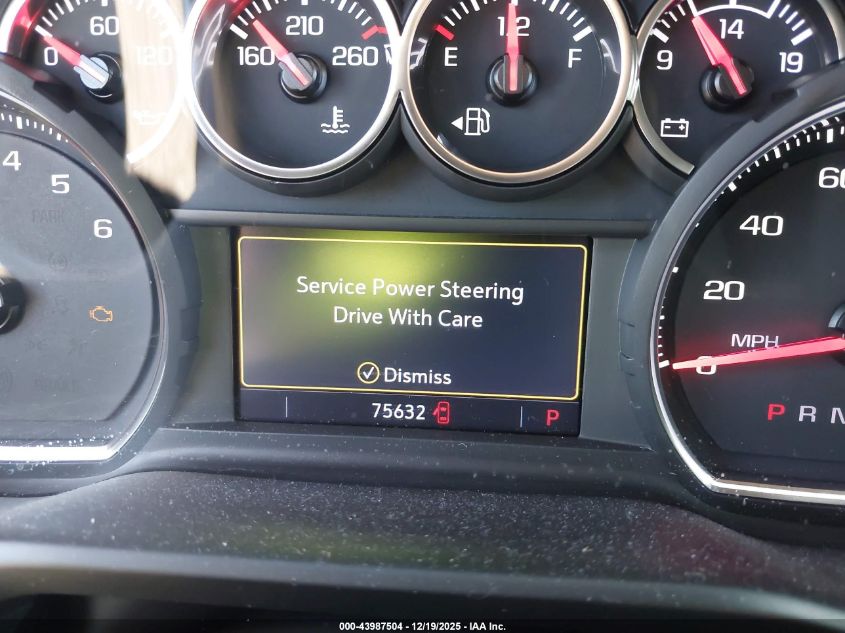 0 60 120
160 210 260
E 1/2 F
9 14 19
4
5
6
PARK
60
40
20
0
MPH
Service Power Steering
Drive With Care
Dismiss
75632 P
P R N
000-43987504 - 12/19/2025 - IAA Inc.